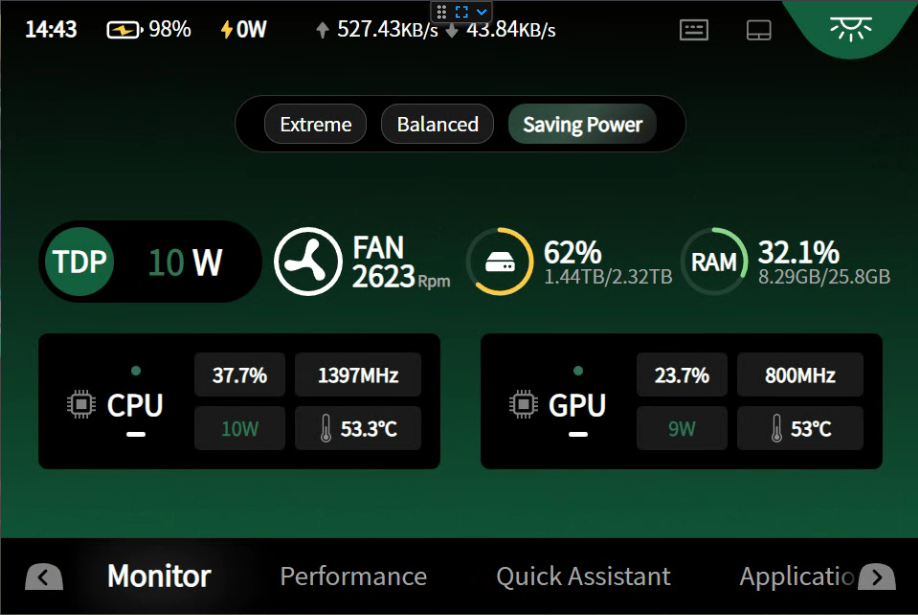 14:43 98% 0W 527.43KB/s 43.84KB/s
Extreme Balanced Saving Power
TDP 10 W
FAN
2623 Rpm
62%
1.44TB/2.32TB
RAM
32.1%
8.29GB/25.8GB
CPU
37.7% 1397MHz
10W 53.3°C
GPU
23.7% 800MHz
9W 53°C
Monitor Performance Quick Assistant Applicatio